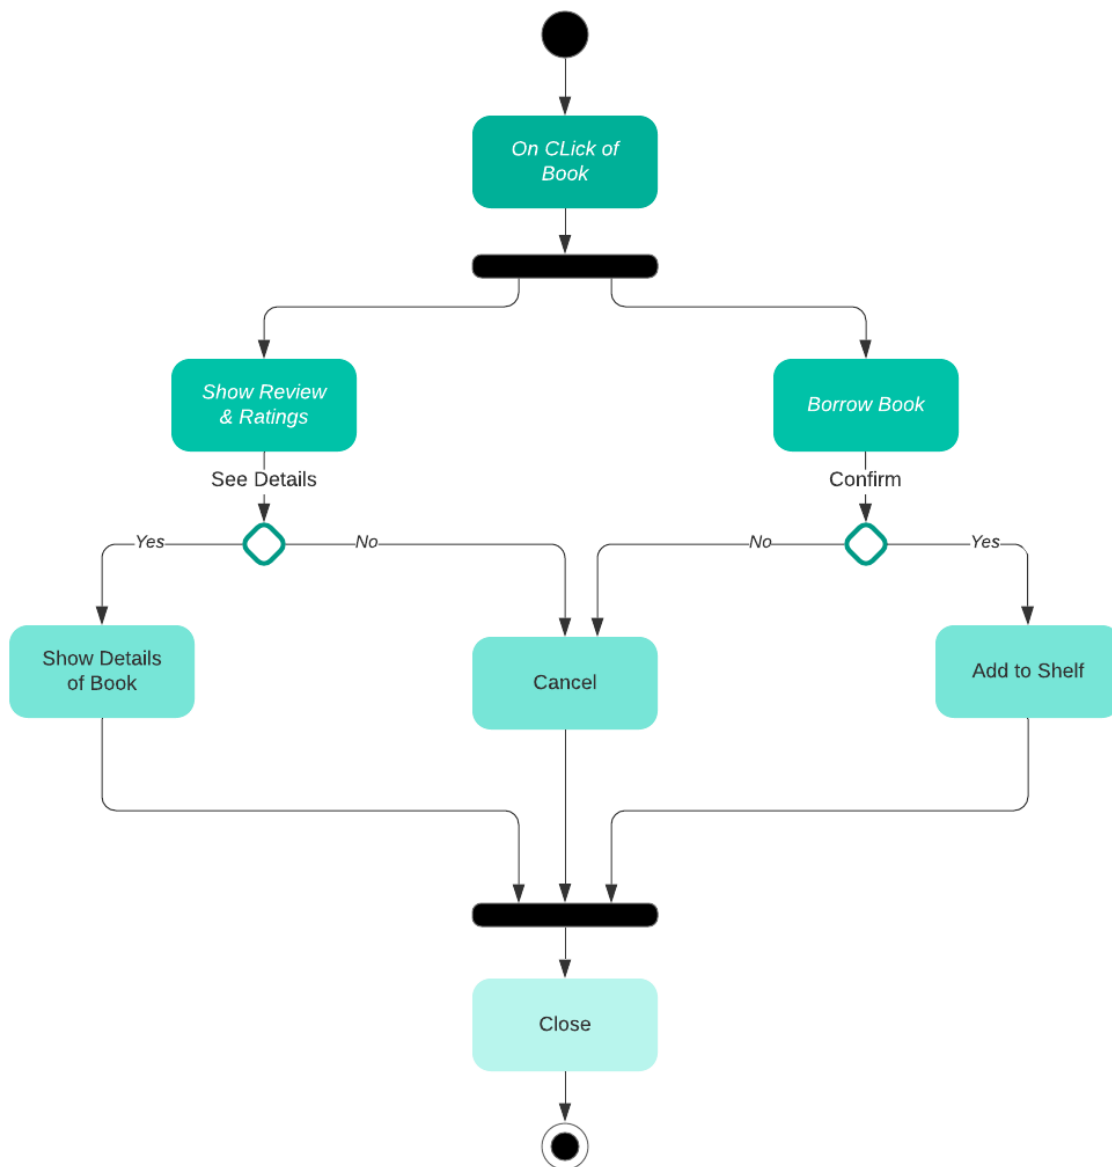 On CLick of
Book
Show Review
& Ratings
Borrow Book
See Details
Confirm
Yes
No
No
Yes
Show Details
of Book
Cancel
Add to Shelf
Close